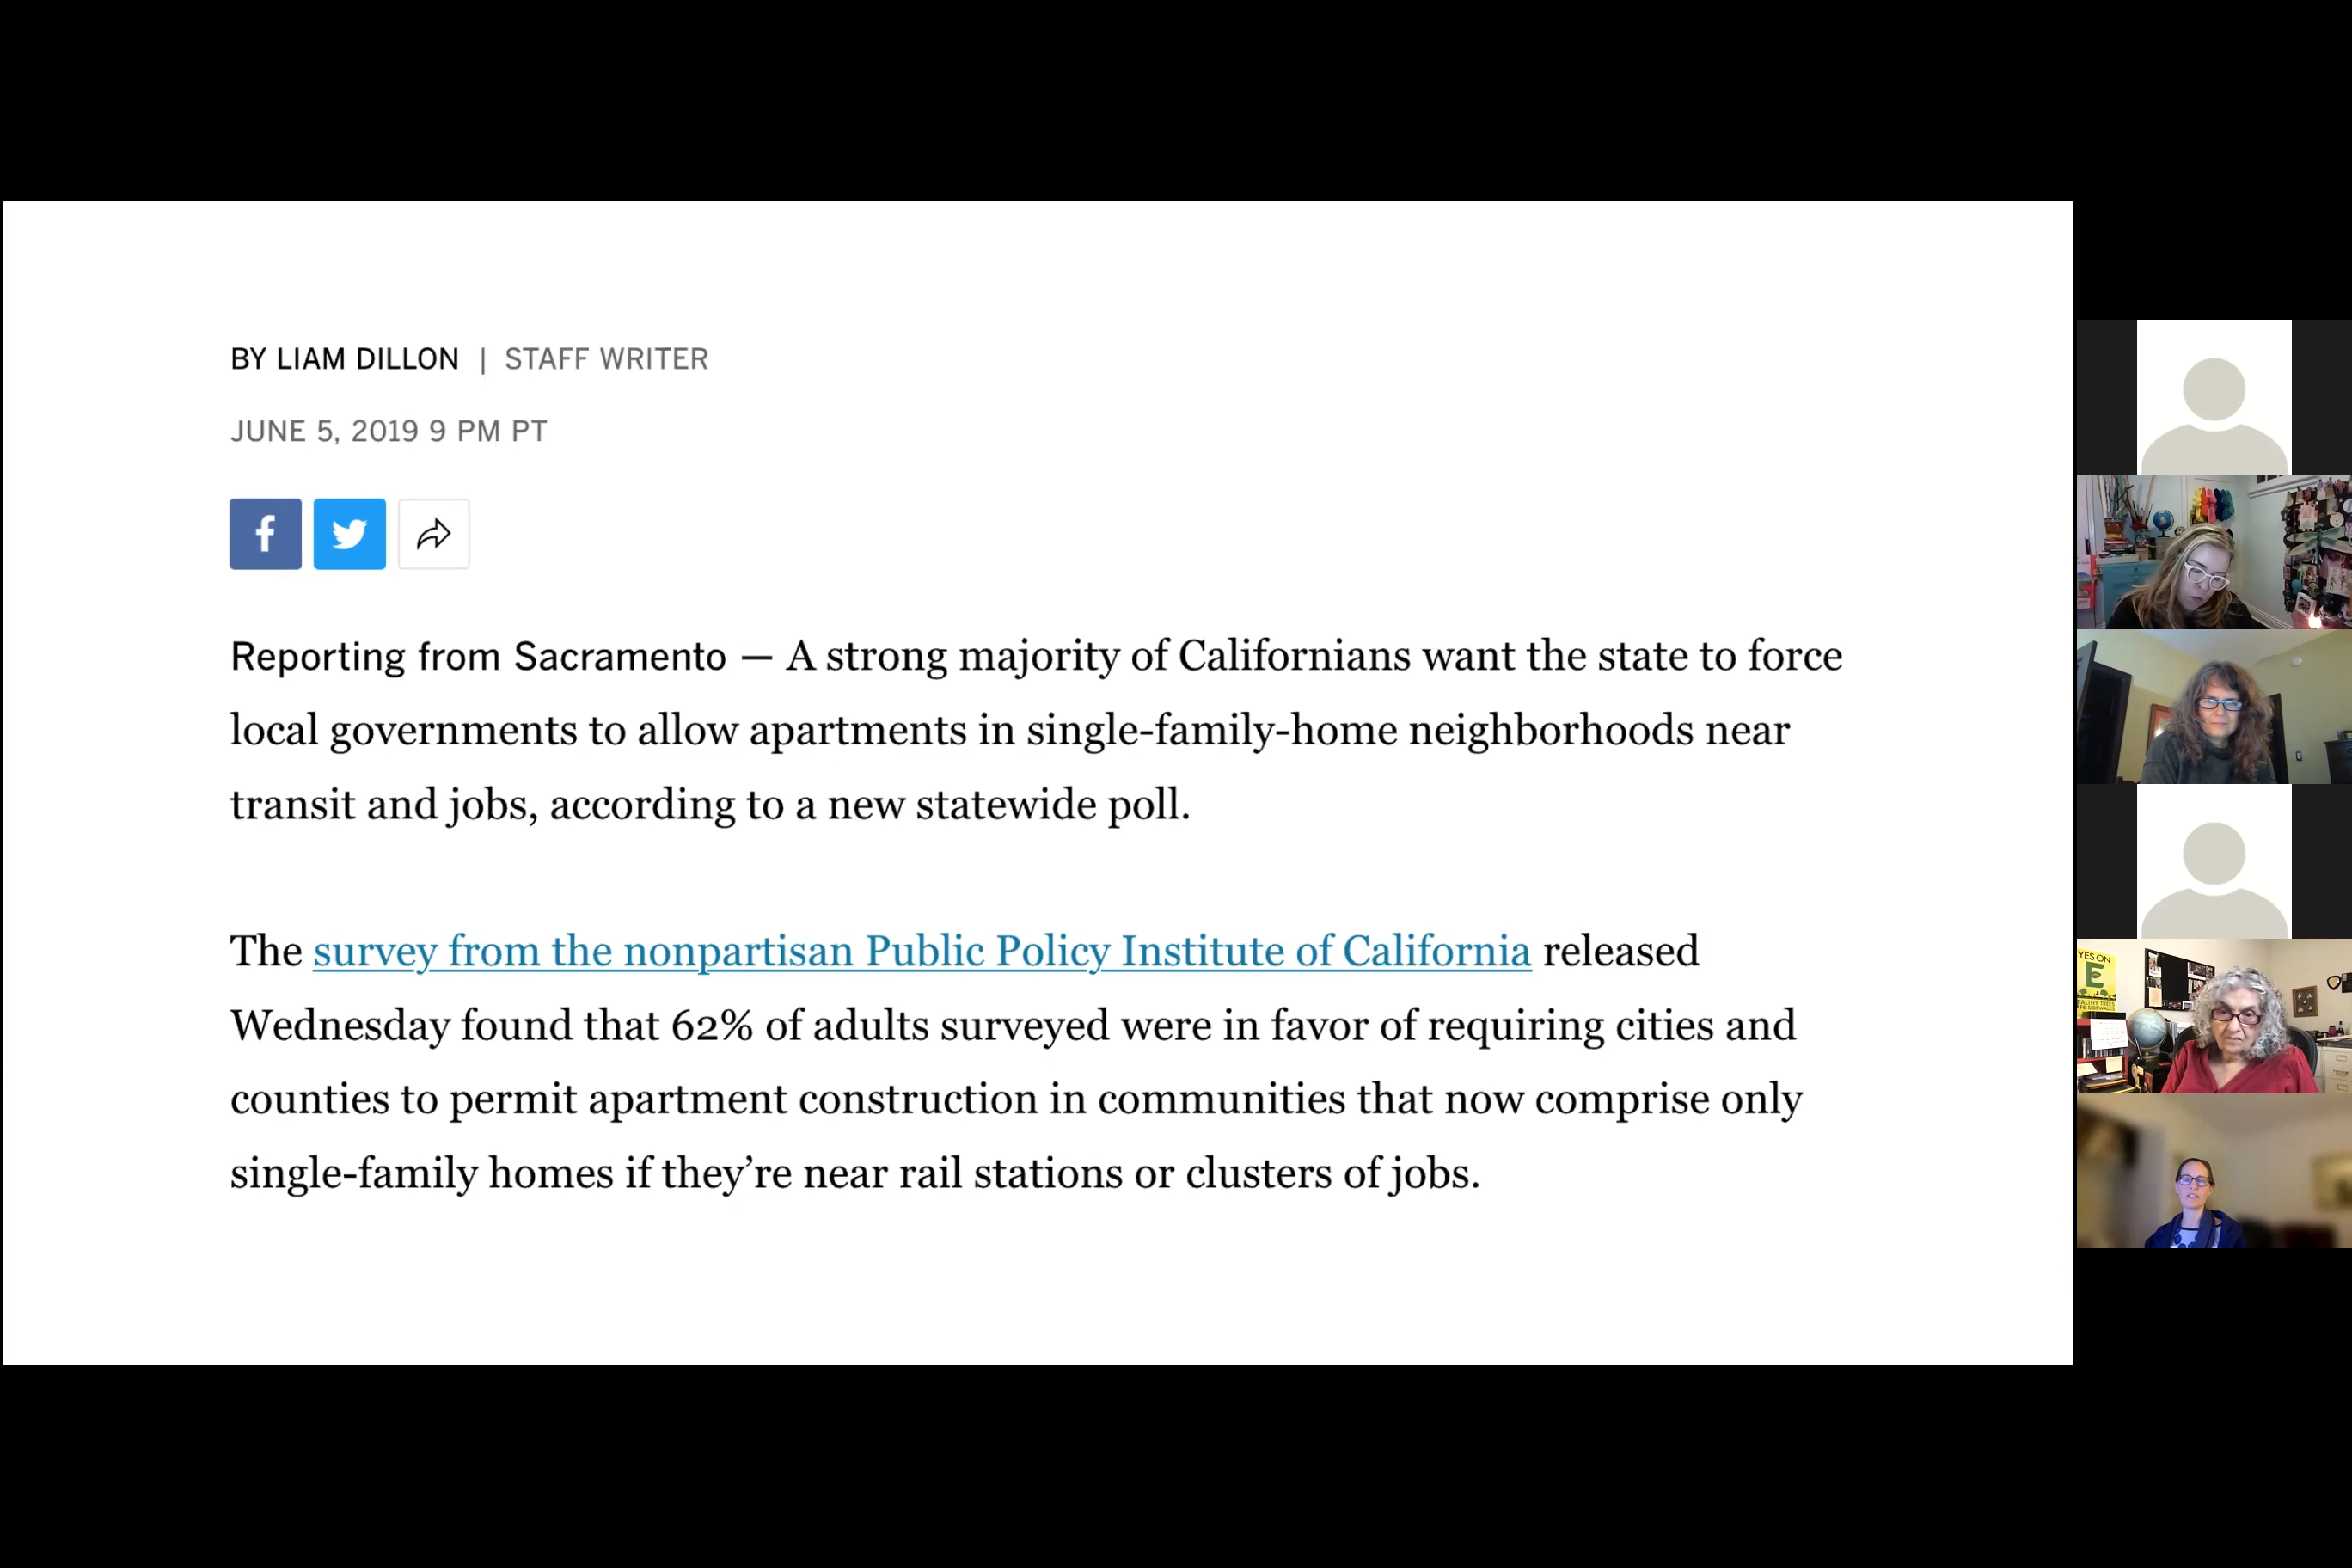 BY LIAM DILLON | STAFF WRITER
JUNE 5, 2019 9 PM PT
Reporting from Sacramento — A strong majority of Californians want the state to force
local governments to allow apartments in single-family-home neighborhoods near
transit and jobs, according to a new statewide poll.
The survey from the nonpartisan Public Policy Institute of California released
Wednesday found that 62% of adults surveyed were in favor of requiring cities and
counties to permit apartment construction in communities that now comprise only
single-family homes if they’re near rail stations or clusters of jobs.
YES ON
E